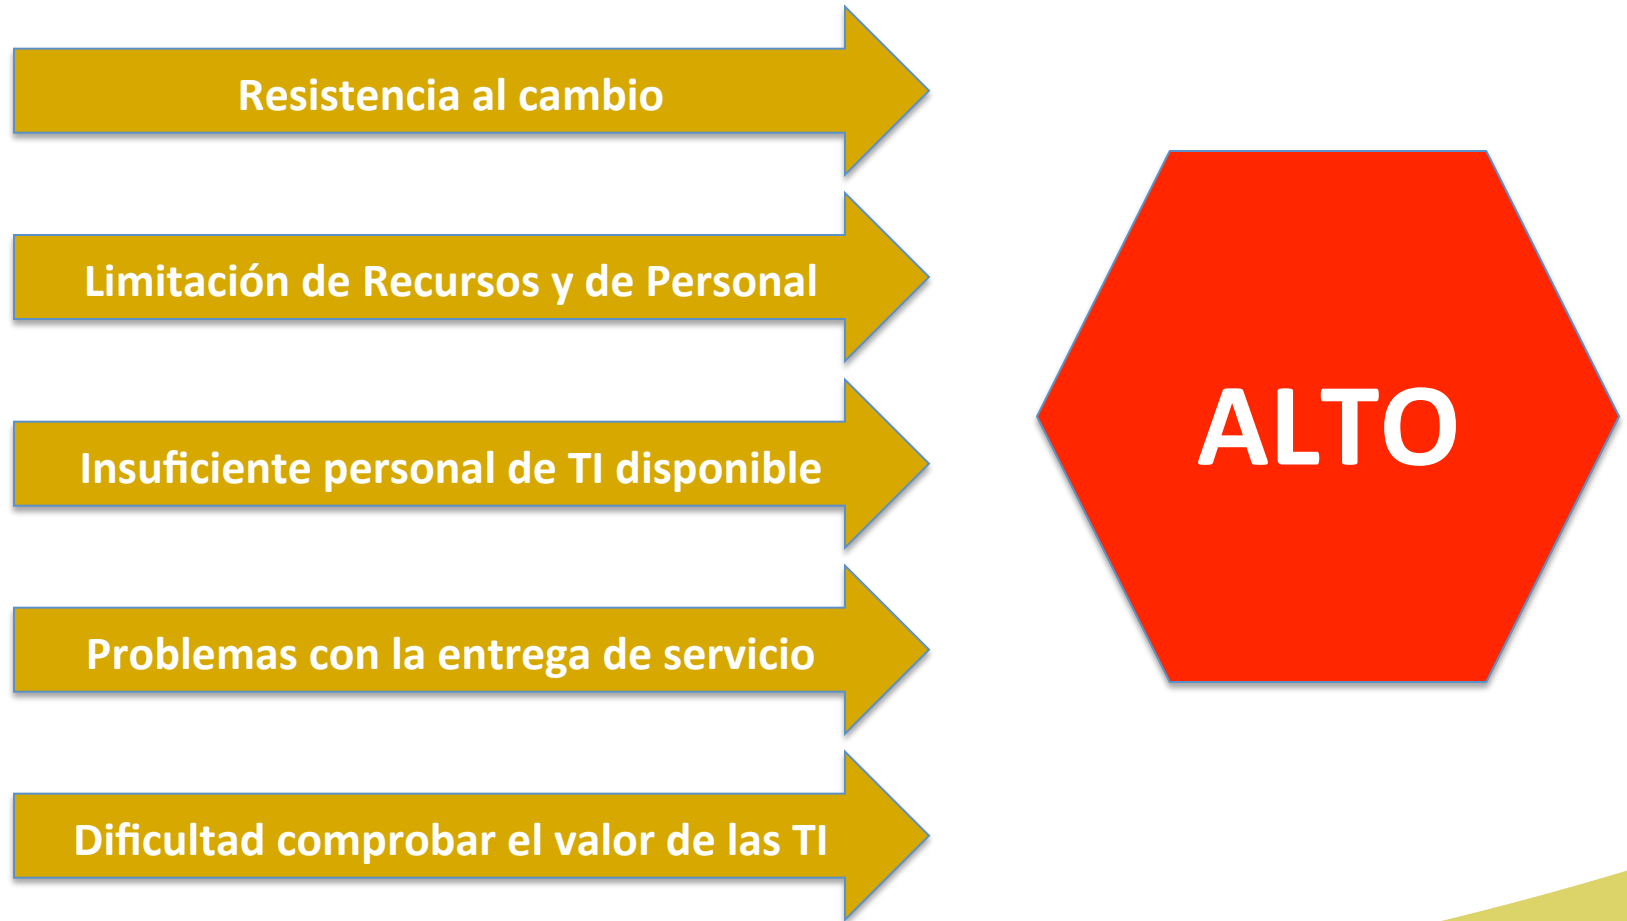 Resistencia al cambio
Limitación de Recursos y de Personal
Insuficiente personal de TI disponible
Problemas con la entrega de servicio
Dificultad comprobar el valor de las TI
ALTO